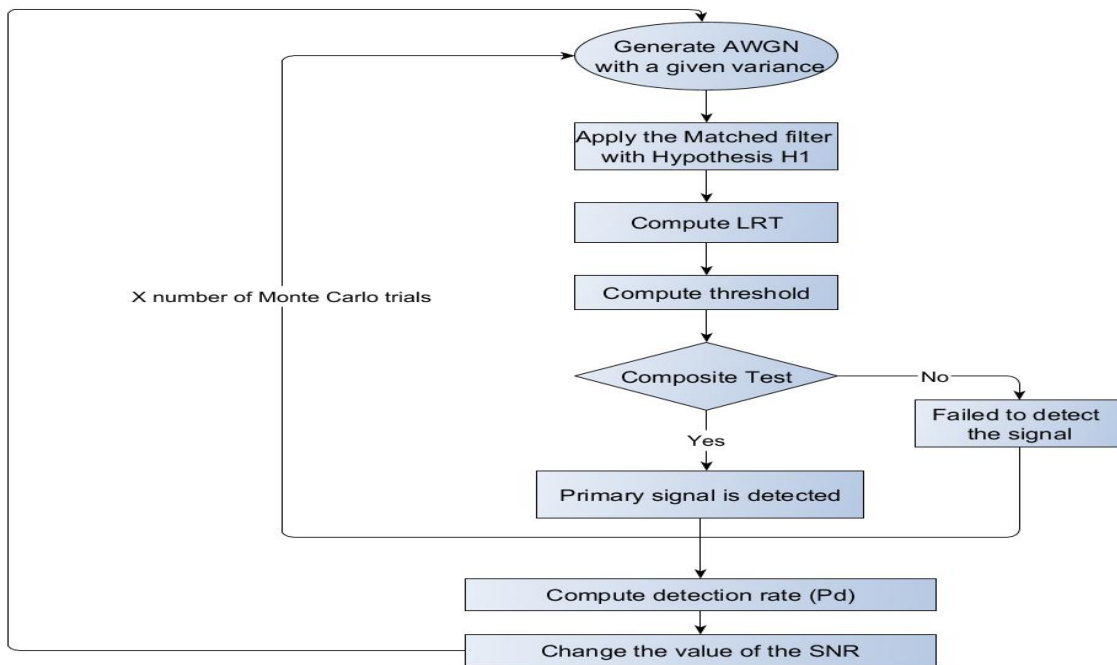 Generate AWGN
with a given variance
Apply the Matched filter
with Hypothesis H1
Compute LRT
Compute threshold
X number of Monte Carlo trials
Composite Test
No
Failed to detect
the signal
Yes
Primary signal is detected
Compute detection rate (Pd)
Change the value of the SNR